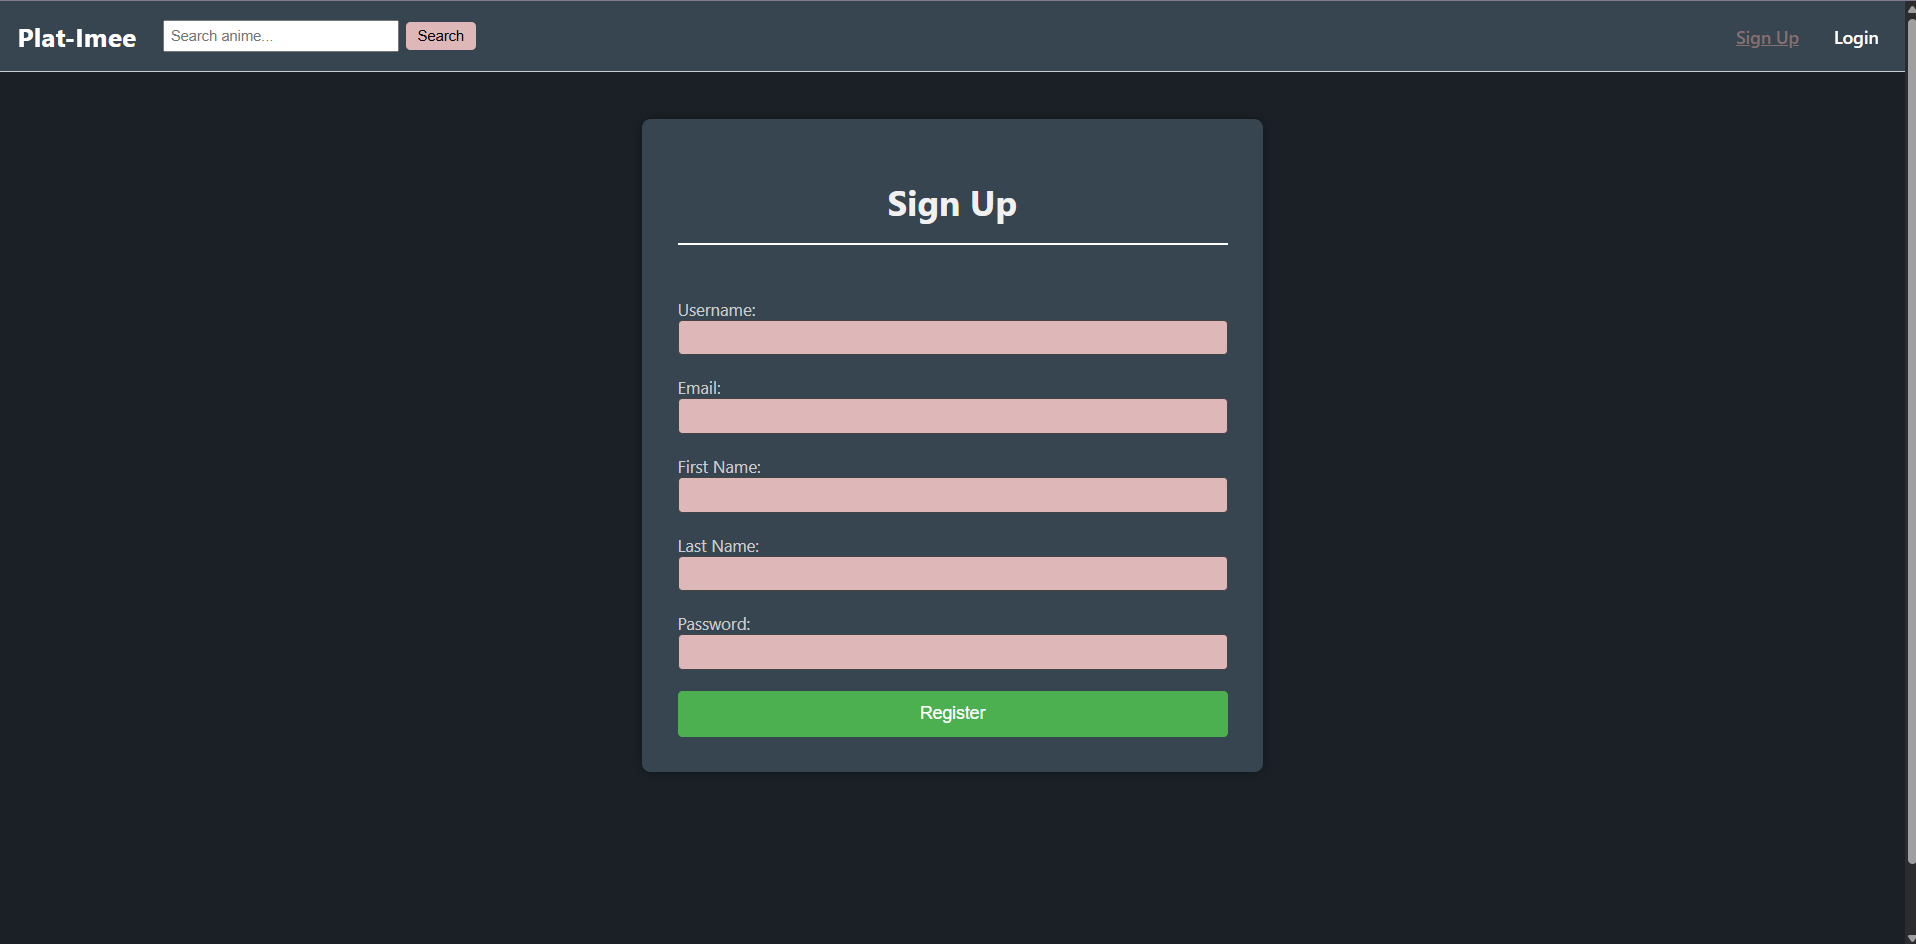 Plat-Imee Search anime... Search Sign Up Login
Sign Up
Username:
Email:
First Name:
Last Name:
Password:
Register